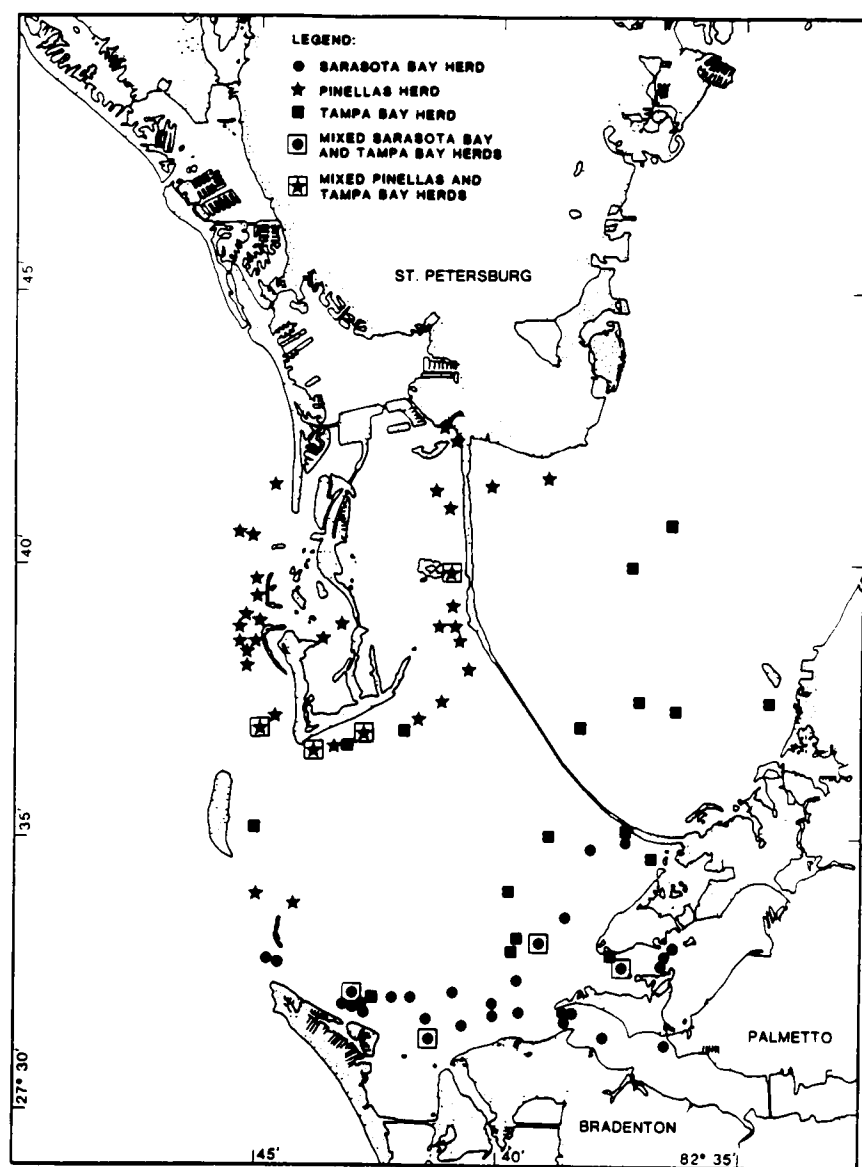 LEGEND:
SARASOTA BAY HERD
PINELLAS HERD
TAMPA BAY HERD
MIXED SARASOTA BAY
AND TAMPA BAY HERDS
MIXED PINELLAS AND
TAMPA BAY HERDS
ST. PETERSBURG
45'
40'
35'
PALMETTO
27° 30'
BRADENTON
45'
40'
82° 35'